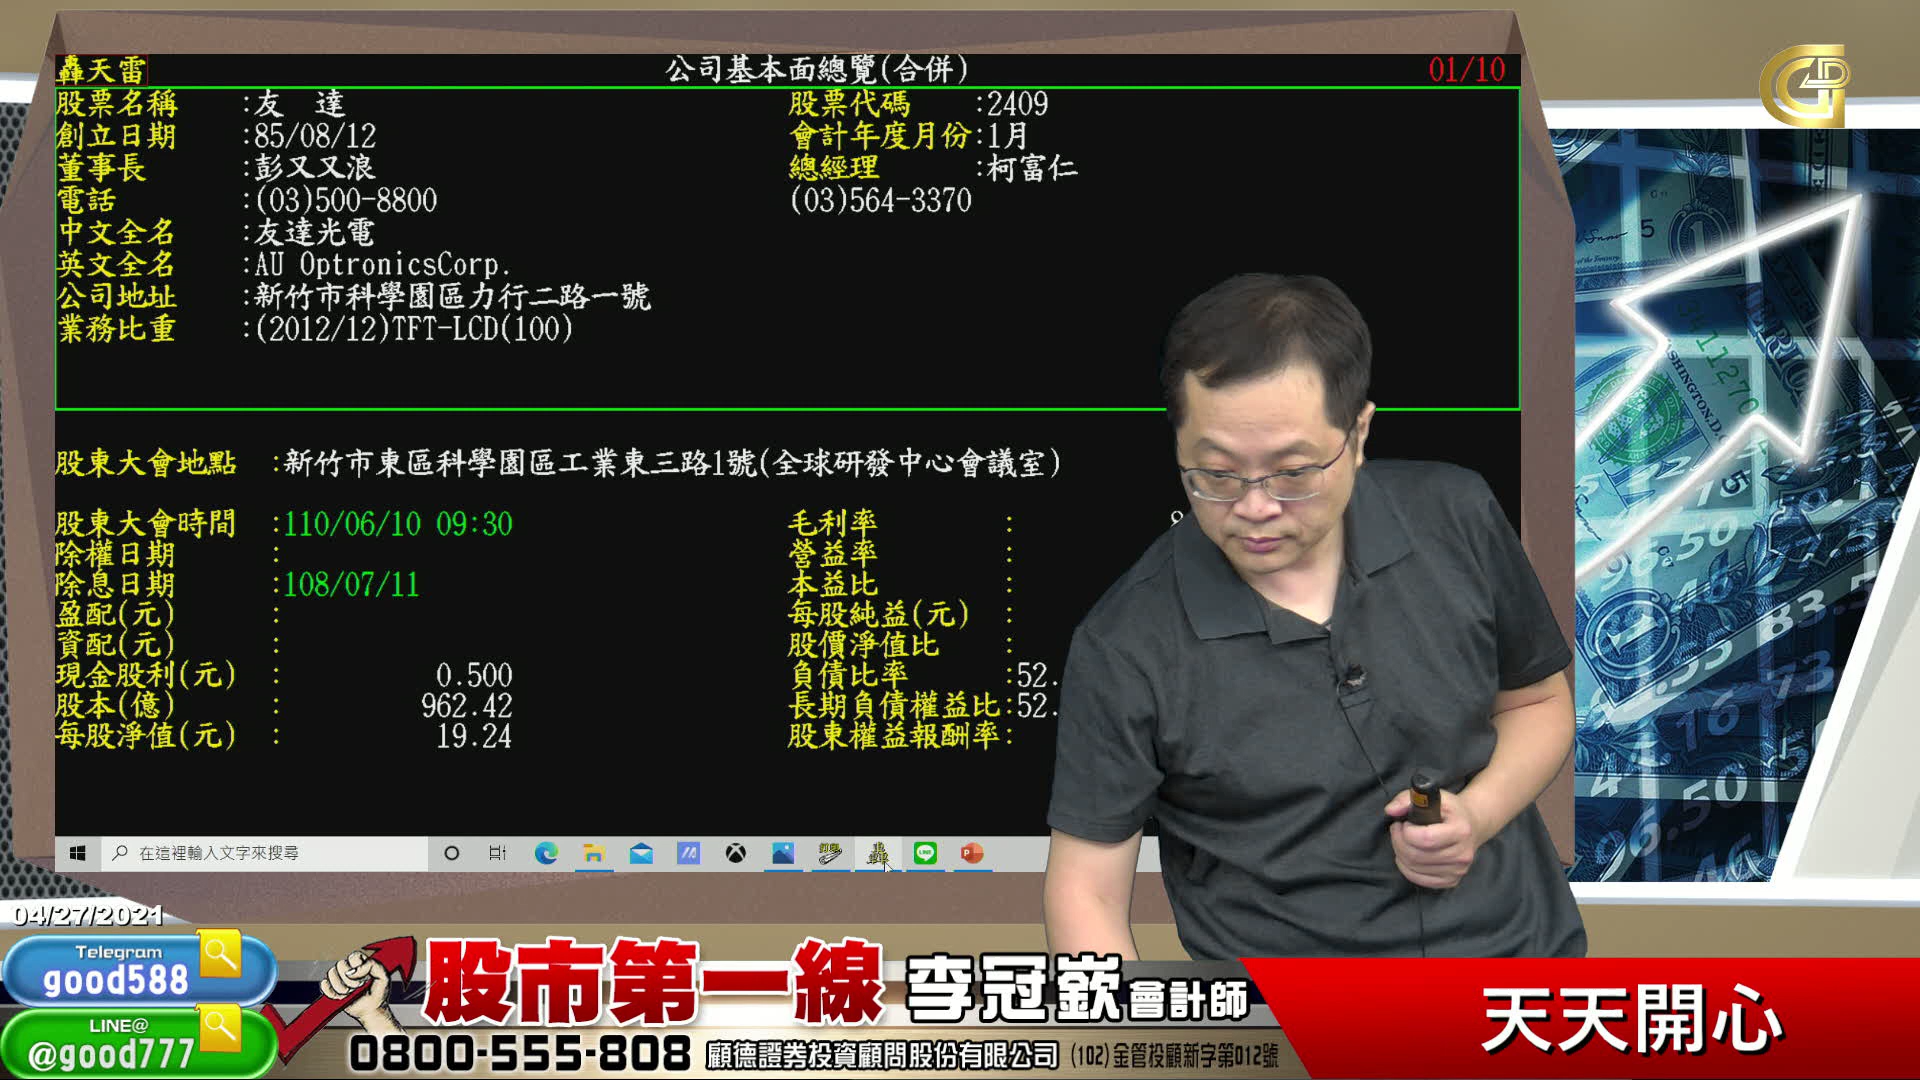 轟天雷 公司基本面總覽(合併) 01/10
股票名稱 :友 達 股票代碼 :2409
創立日期 :85/08/12 會計年度月份:1月
董事長 :彭双浪 總經理 :柯富仁
電話 :(03)500-8800 (03)564-3370
中文全名 :友達光電
英文全名 :AU OptronicsCorp.
公司地址 :新竹市科學園區力行二路一號
業務比重 :(2012/12)TFT-LCD(100)
股東大會地點 :新竹市東區科學園區工業東三路1號(全球研發中心會議室)
股東大會時間 :110/06/10 09:30 毛利率 :
除權日期 : 營益率 :
除息日期 :108/07/11 本益比 :
盈配(元) : 每股純益(元) :
資配(元) : 股價淨值比 :
現金股利(元) : 0.500 負債比率 :52.
股本(億) : 962.42 長期負債權益比:52.
每股淨值(元) : 19.24 股東權益報酬率:
在這裡輸入文字來搜尋
04/27/2021
Telegram
good588
LINE@
@good777
股市第一線 李冠嶔會計師
0800-555-808 顧德證券投資顧問股份有限公司 (102)金管投顧新字第012號
天天開心